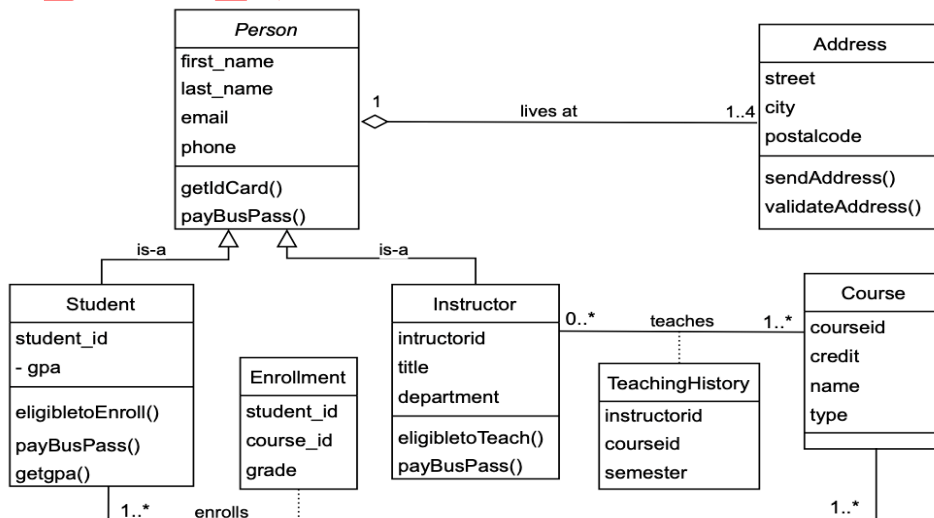 Person
first_name
last_name
email
phone
getIdCard()
payBusPass()
1
lives at
1..4
Address
street
city
postalcode
sendAddress()
validateAddress()
is-a
is-a
Student
student_id
- gpa
eligibletoEnroll()
payBusPass()
getgpa()
Enrollment
student_id
course_id
grade
Instructor
intructorid
title
department
eligibletoTeach()
payBusPass()
0..*
teaches
1..*
TeachingHistory
instructorid
courseid
semester
Course
courseid
credit
name
type
1..*
enrolls
1..*